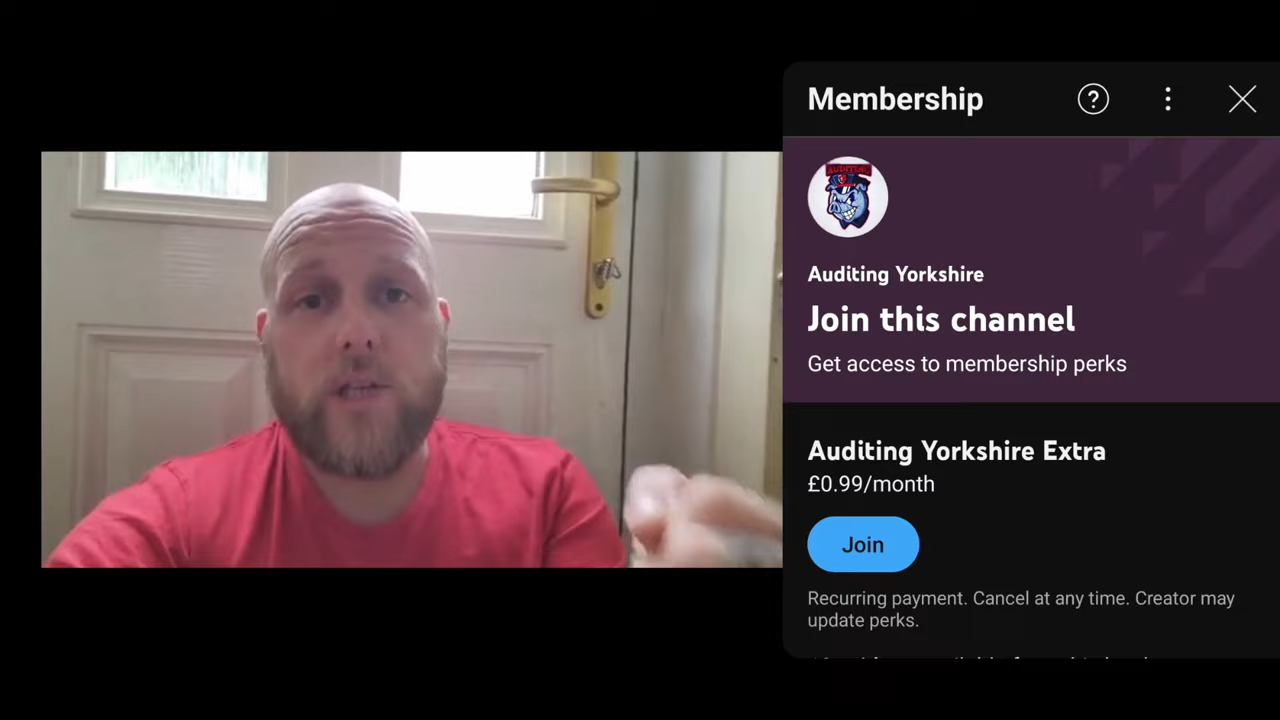 Membership
AUDITING
Auditing Yorkshire
Join this channel
Get access to membership perks
Auditing Yorkshire Extra
£0.99/month
Join
Recurring payment. Cancel at any time. Creator may
update perks.